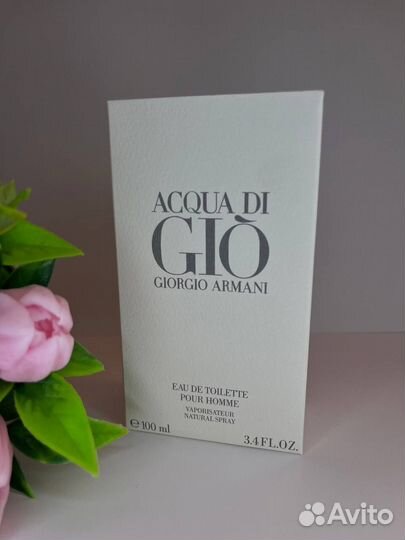 ACQUA DI
GIÒ
GIORGIO ARMANI
EAU DE TOILETTE
POUR HOMME
VAPORISATEUR
NATURAL SPRAY
℮ 100 ml 3.4 FL.OZ.
Avito